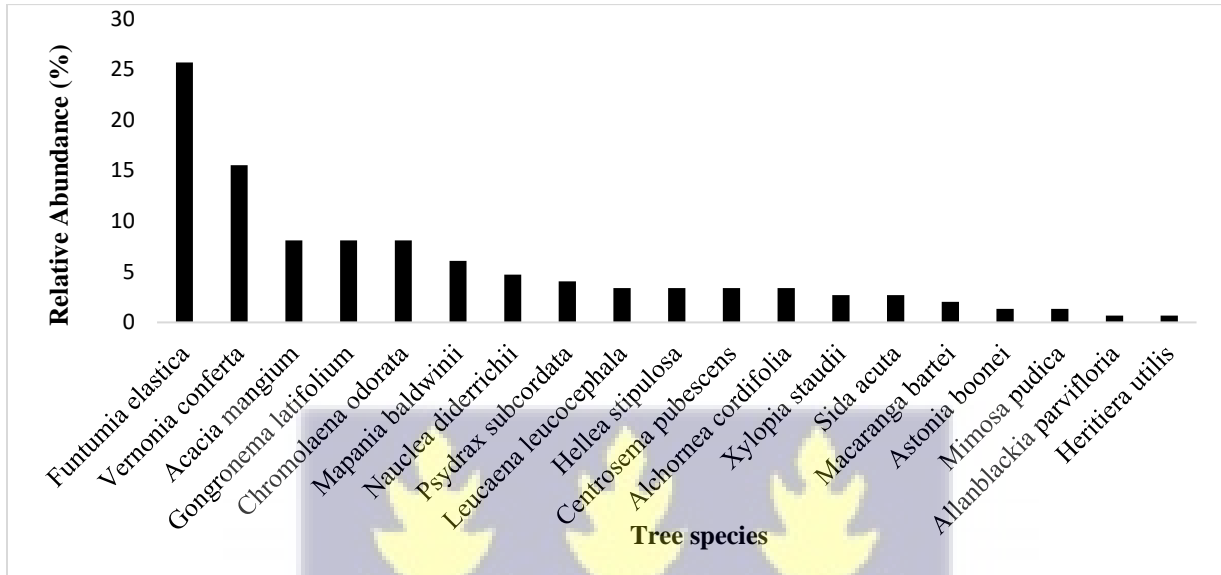 Relative Abundance (%)
30
25
20
15
10
5
0
Funtumia elastica
Vernonia conferta
Acacia mangium
Gongronema latifolium
Chromolaena odorata
Mapania baldwinii
Nauclea diderrichii
Psydrax subcordata
Leucaena leucocephala
Hellea stipulosa
Centrosema pubescens
Alchornea cordifolia
Xylopia staudii
Sida acuta
Macaranga bartei
Astonia boonei
Mimosa pudica
Allanblackia parvifloria
Heritiera utilis
Tree species